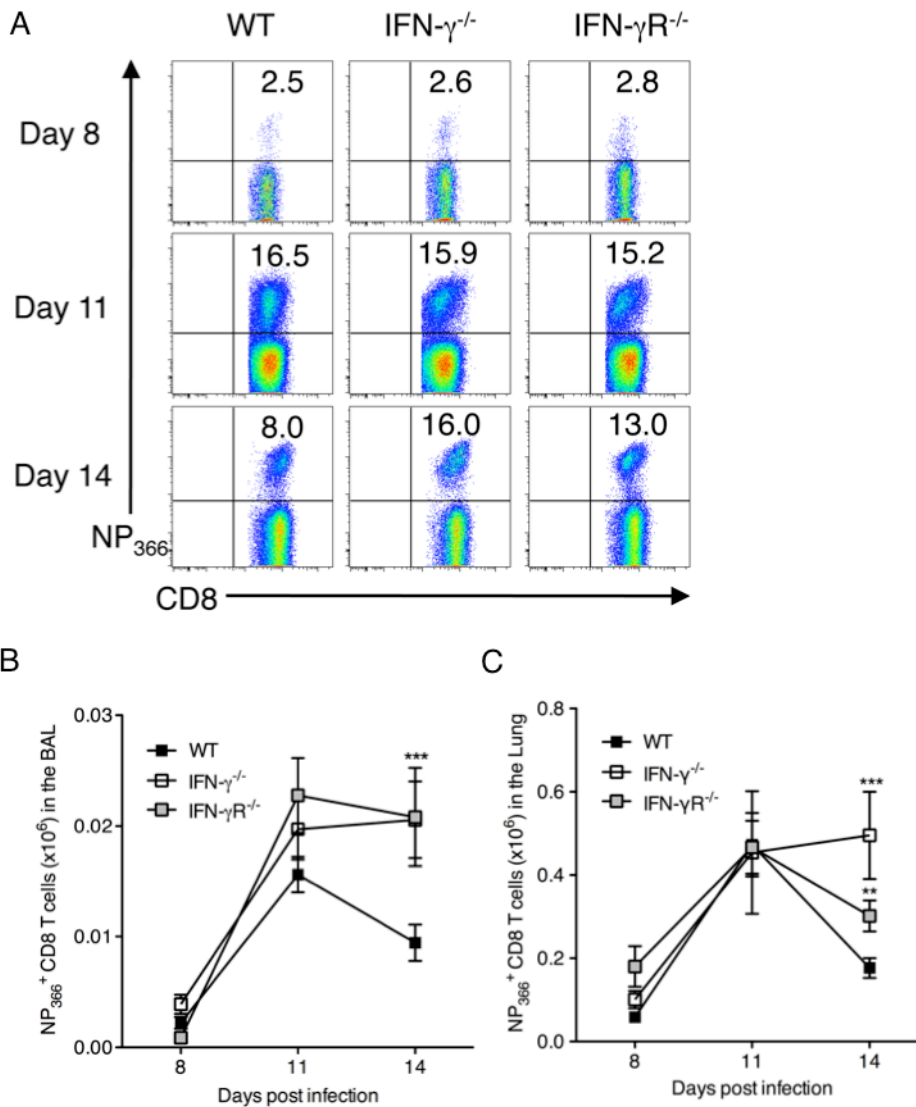 A
WT IFN-γ-/- IFN-γR-/-
Day 8
2.5 2.6 2.8
Day 11
16.5 15.9 15.2
Day 14
8.0 16.0 13.0
NP366
CD8
B
NP366+ CD8 T cells (x10^6) in the BAL
0.03
0.02
0.01
0.00
WT
IFN-γ-/-
IFN-γR-/-
***
8 11 14
Days post infection
C
NP366+ CD8 T cells (x10^6) in the Lung
0.8
0.6
0.4
0.2
0.0
WT
IFN-γ-/-
IFN-γR-/-
***
**
8 11 14
Days post infection